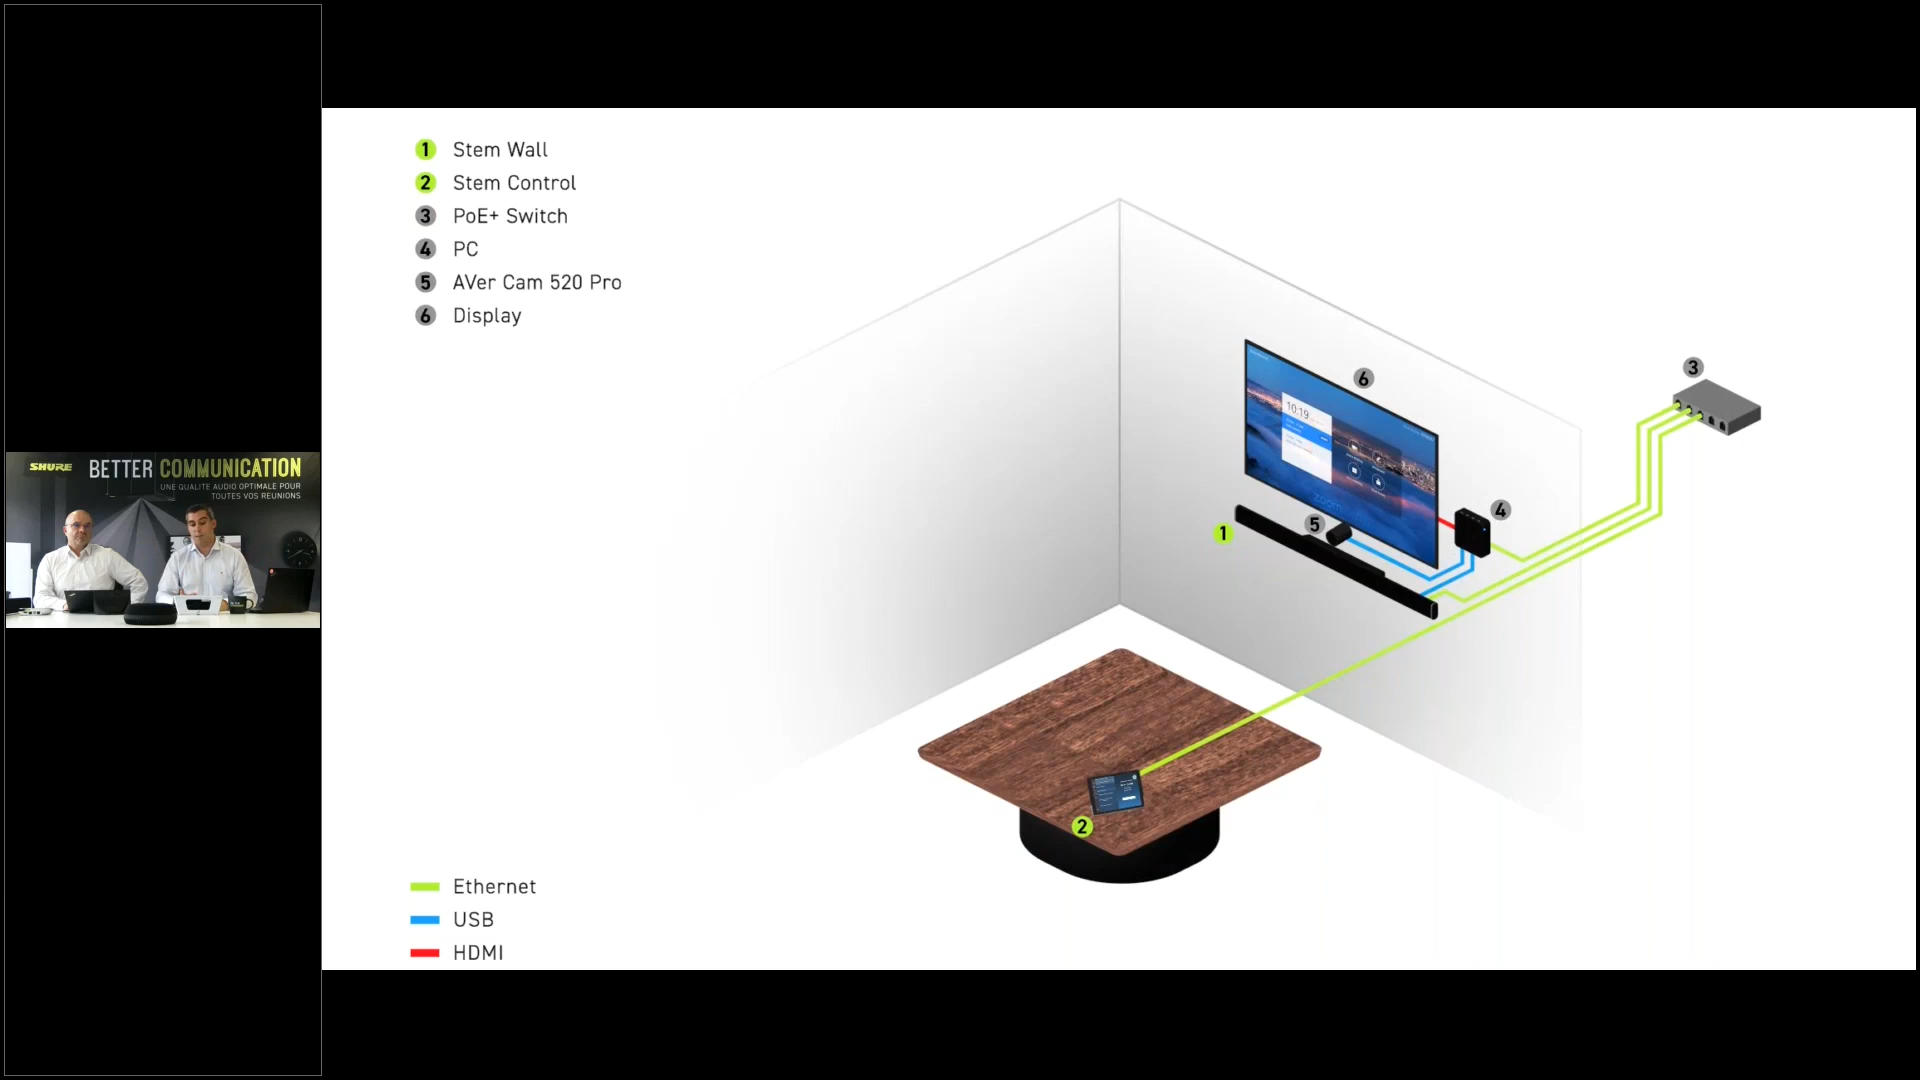 SHURE BETTER COMMUNICATION
UNE QUALITE AUDIO OPTIMALE POUR
TOUTES VOS REUNIONS
1 Stem Wall
2 Stem Control
3 PoE+ Switch
4 PC
5 AVer Cam 520 Pro
6 Display
3
6
10:19
zoom
4
5
1
2
Ethernet
USB
HDMI